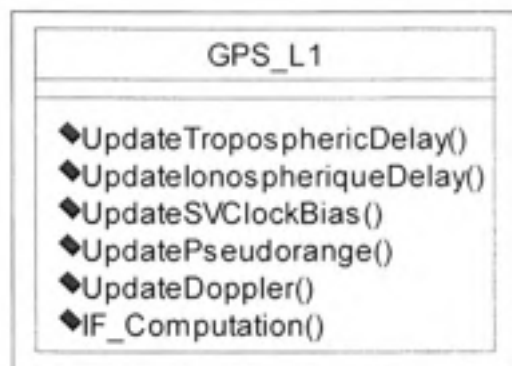 GPS_L1
UpdateTroposphericDelay()
UpdateIonospheriqueDelay()
UpdateSVClockBias()
UpdatePseudorange()
UpdateDoppler()
IF_Computation()